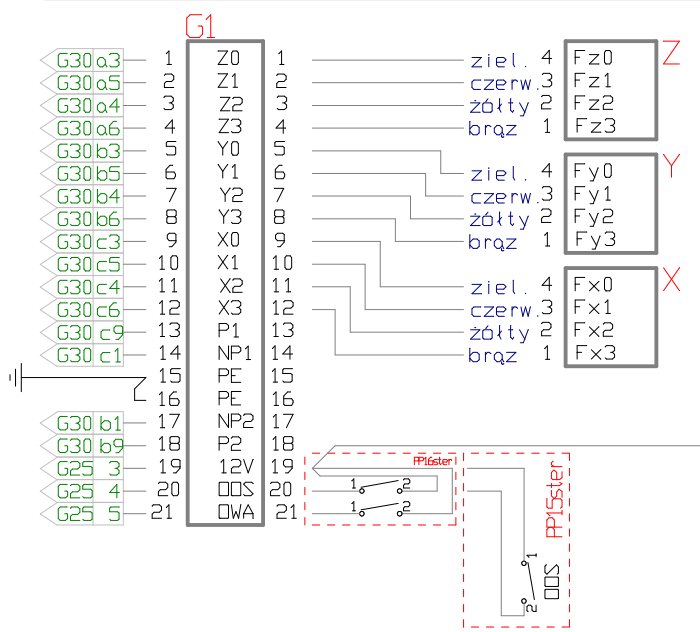 G1
G30 a3 1 Z0 1 ziel. 4 Fz0 Z
G30 a5 2 Z1 2 czerw. 3 Fz1
G30 a4 3 Z2 3 żółty 2 Fz2
G30 a6 4 Z3 4 brąz 1 Fz3
G30 b3 5 Y0 5
G30 b5 6 Y1 6 ziel. 4 Fy0 Y
G30 b4 7 Y2 7 czerw. 3 Fy1
G30 b6 8 Y3 8 żółty 2 Fy2
G30 c3 9 X0 9 brąz 1 Fy3
G30 c5 10 X1 10
G30 c4 11 X2 11 ziel. 4 Fx0 X
G30 c6 12 X3 12 czerw. 3 Fx1
G30 c9 13 P1 13 żółty 2 Fx2
G30 c1 14 NP1 14 brąz 1 Fx3
15 PE 15
16 PE 16
G30 b1 17 NP2 17
G30 b9 18 P2 18
G25 3 19 12V 19 PP16ster
G25 4 20 OOS 20 1 2
G25 5 21 OWA 21 1 2
PP15ster
1 OOS 2